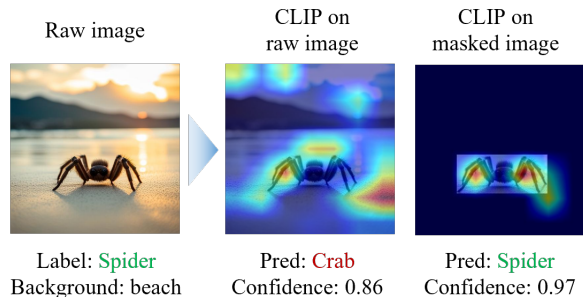 Raw image
CLIP on
raw image
CLIP on
masked image
Label: Spider
Background: beach
Pred: Crab
Confidence: 0.86
Pred: Spider
Confidence: 0.97